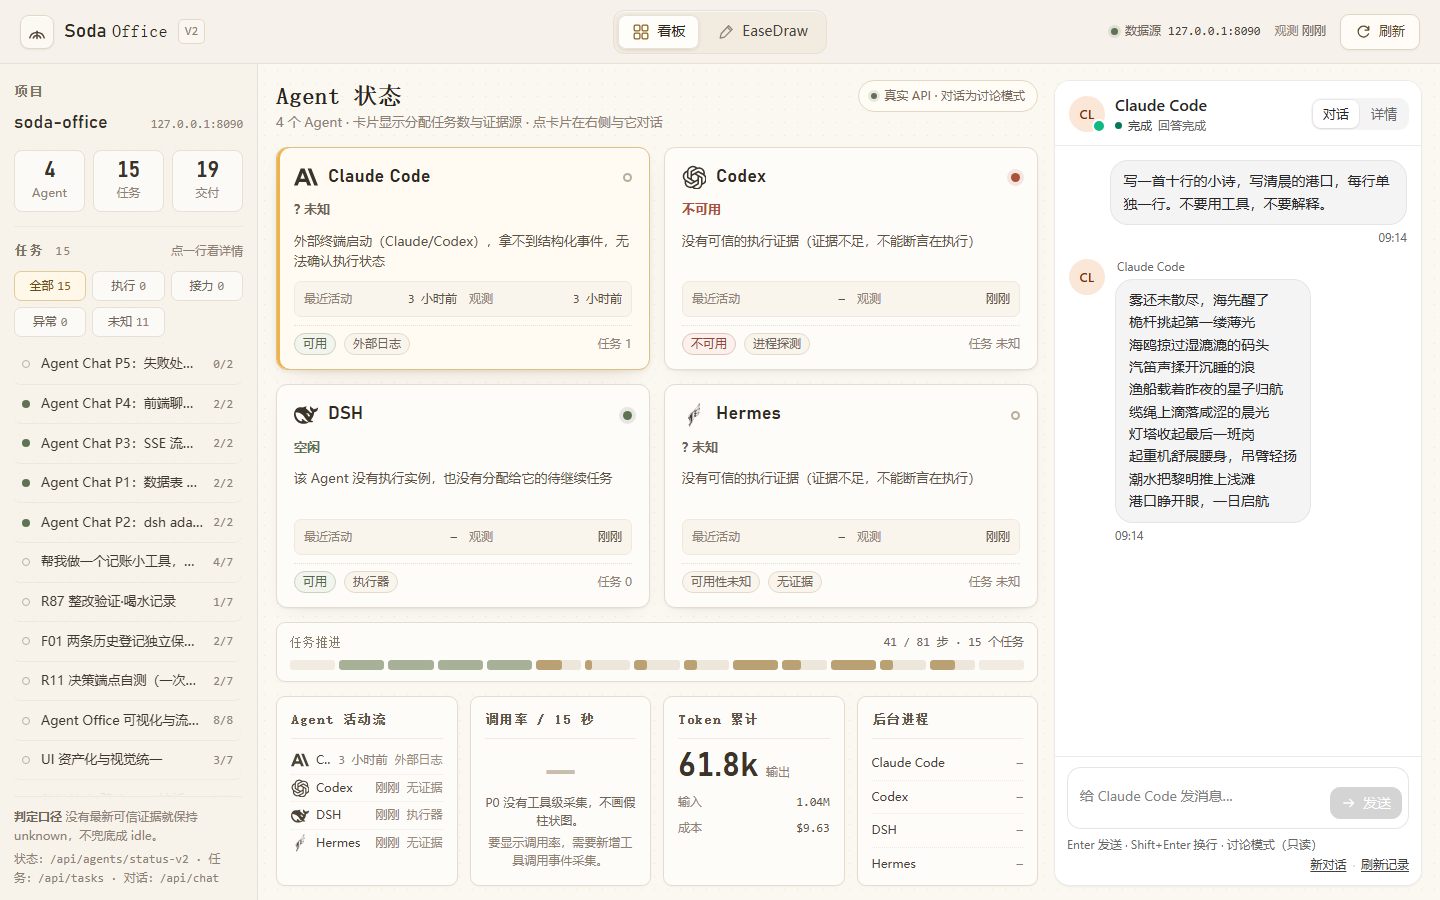 Soda Office V2
看板
EaseDraw
数据源 127.0.0.1:8090
观测 刚刚
刷新
项目
soda-office 127.0.0.1:8090
4 15 19
Agent 任务 交付
任务 15 点一行看详情
全部 15 执行 0 接力 0
异常 0 未知 11
Agent Chat P5：失败处... 0/2
Agent Chat P4：前端聊... 2/2
Agent Chat P3：SSE 流... 2/2
Agent Chat P1：数据表 ... 2/2
Agent Chat P2：dsh ada... 2/2
帮我做一个记账小工具，... 4/7
R87 整改验证·喝水记录 1/7
F01 两条历史登记独立保... 2/7
R11 决策端点自测（一次... 2/7
Agent Office 可视化与流... 8/8
UI 资产化与视觉统一 3/7
判定口径 没有最新可信证据就保持
unknown，不兜底成 idle。
状态: /api/agents/status-v2 · 任
务: /api/tasks · 对话: /api/chat
Agent 状态
4 个 Agent · 卡片显示分配任务数与证据源 · 点卡片在右侧与它对话
真实 API · 对话为讨论模式
Claude Code
? 未知
外部终端启动（Claude/Codex），拿不到结构化事件，无
法确认执行状态
最近活动 3 小时前 观测 3 小时前
可用 外部日志 任务 1
Codex
不可用
没有可信的执行证据（证据不足，不能断言在执行）
最近活动 — 观测 刚刚
不可用 进程探测 任务 未知
DSH
空闲
该 Agent 没有执行实例，也没有分配给它的待继续任务
最近活动 — 观测 刚刚
可用 执行器 任务 0
Hermes
? 未知
没有可信的执行证据（证据不足，不能断言在执行）
最近活动 — 观测 刚刚
可用性未知 无证据 任务 未知
任务推进 41 / 81 步 · 15 个任务
Agent 活动流
C.. 3 小时前 外部日志
Codex 刚刚 无证据
DSH 刚刚 执行器
Hermes 刚刚 无证据
调用率 / 15 秒
—
P0 没有工具级采集，不画假
柱状图。
要显示调用率，需要新增工
具调用事件采集。
Token 累计
61.8k 输出
输入 1.04M
成本 $9.63
后台进程
Claude Code —
Codex —
DSH —
Hermes —
CL
Claude Code
完成 回答完成
对话 详情
写一首十行的小诗，写清晨的港口，每行单
独一行。不要用工具，不要解释。
09:14
CL
Claude Code
雾还未散尽，海先醒了
桅杆挑起第一缕薄光
海鸥掠过湿漉漉的码头
汽笛声揉开沉睡的浪
渔船载着昨夜的星子归航
缆绳上滴落咸涩的晨光
灯塔收起最后一班岗
起重机舒展腰身，吊臂轻扬
潮水把黎明推上浅滩
港口睁开眼，一日启航
09:14
给 Claude Code 发消息...
发送
Enter 发送 · Shift+Enter 换行 · 讨论模式（只读）
新对话 · 刷新记录